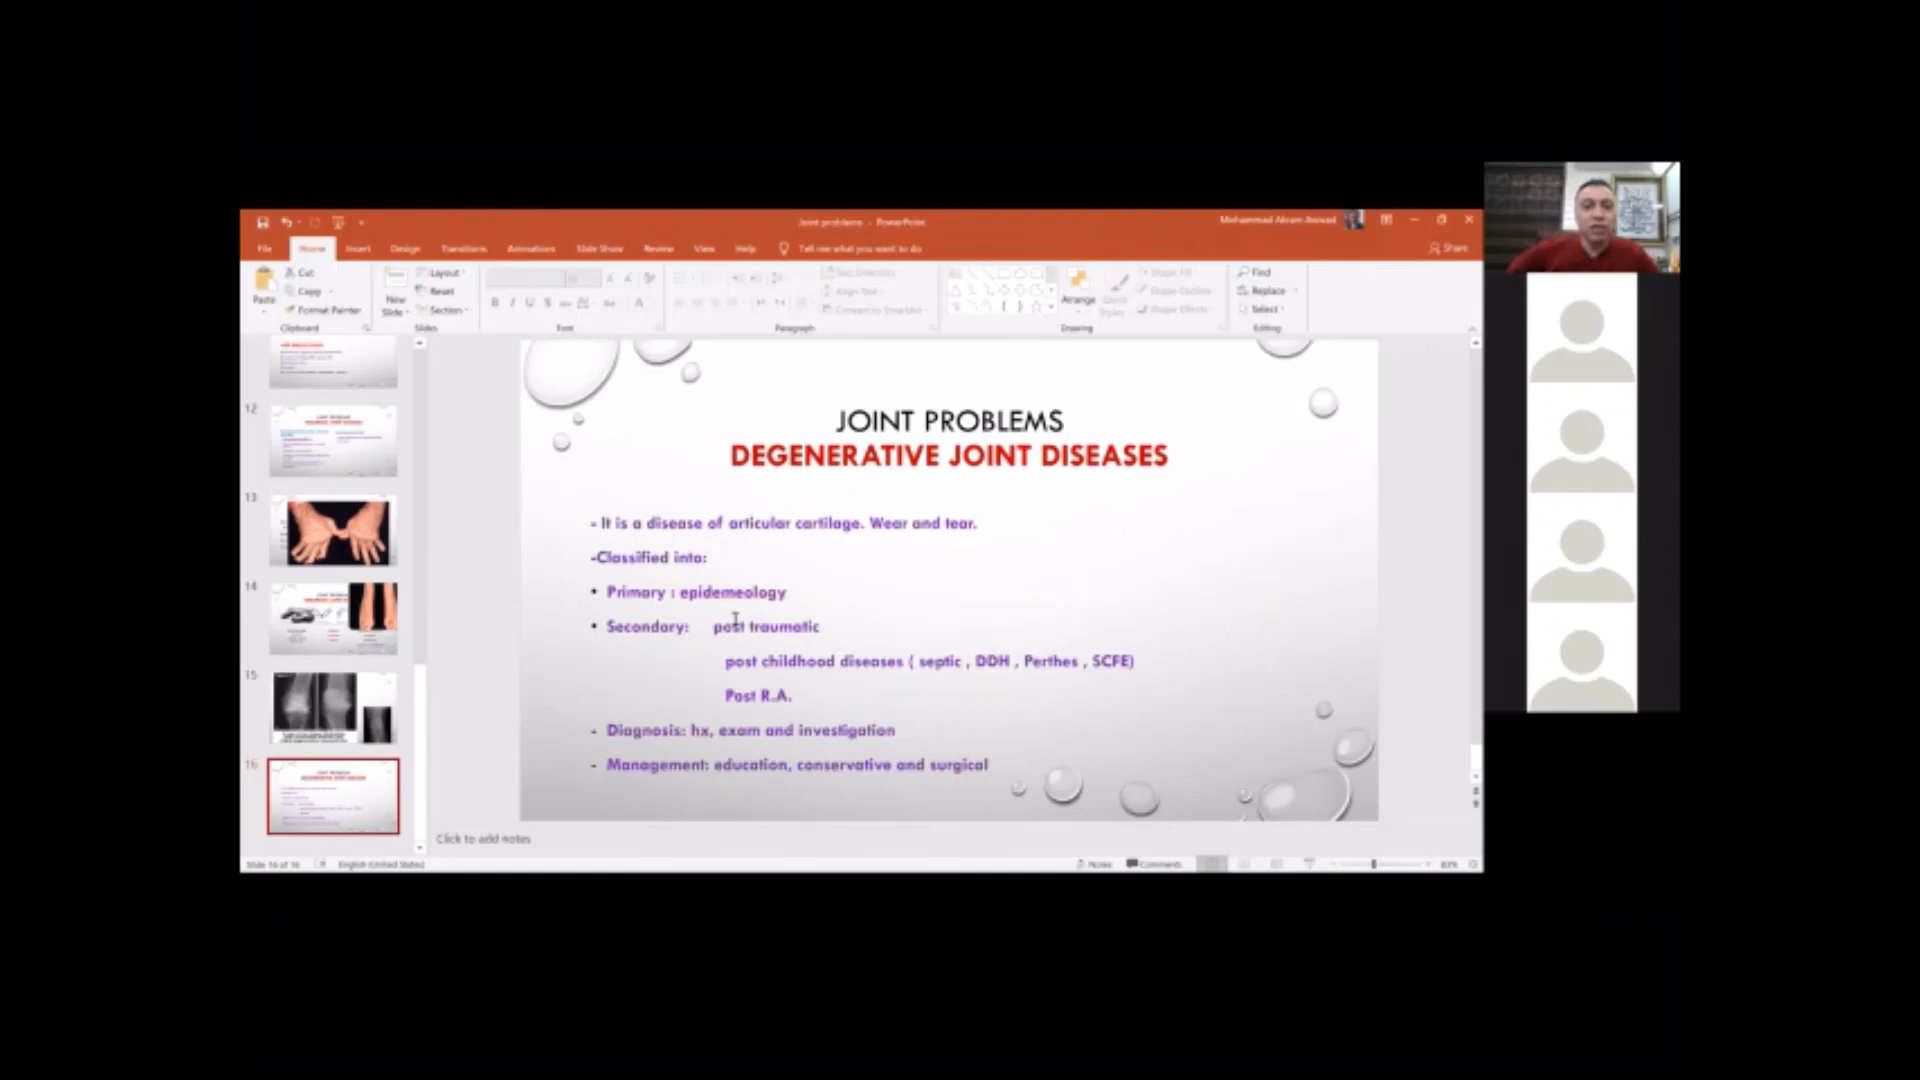 Joint problems - PowerPoint
Mohammad Akram Awwad
File Home Insert Design Transitions Animations Slide Show Review View Help Tell me what you want to do Share
Paste
Cut
Copy
Format Painter
Clipboard
New
Slide
Layout
Reset
Section
Slides
Font
Text Direction
Align Text
Convert to SmartArt
Paragraph
Arrange
Quick
Styles
Shape Fill
Shape Outline
Shape Effects
Drawing
Find
Replace
Select
Editing
12
13
14
15
16
JOINT PROBLEMS
DEGENERATIVE JOINT DISEASES
- It is a disease of articular cartilage. Wear and tear.
-Classified into:
• Primary : epidemeology
• Secondary: post traumatic
post childhood diseases ( septic , DDH , Perthes , SCFE)
Post R.A.
- Diagnosis: hx, exam and investigation
- Management: education, conservative and surgical
Click to add notes
Slide 16 of 16 English (United States) Notes Comments 83%